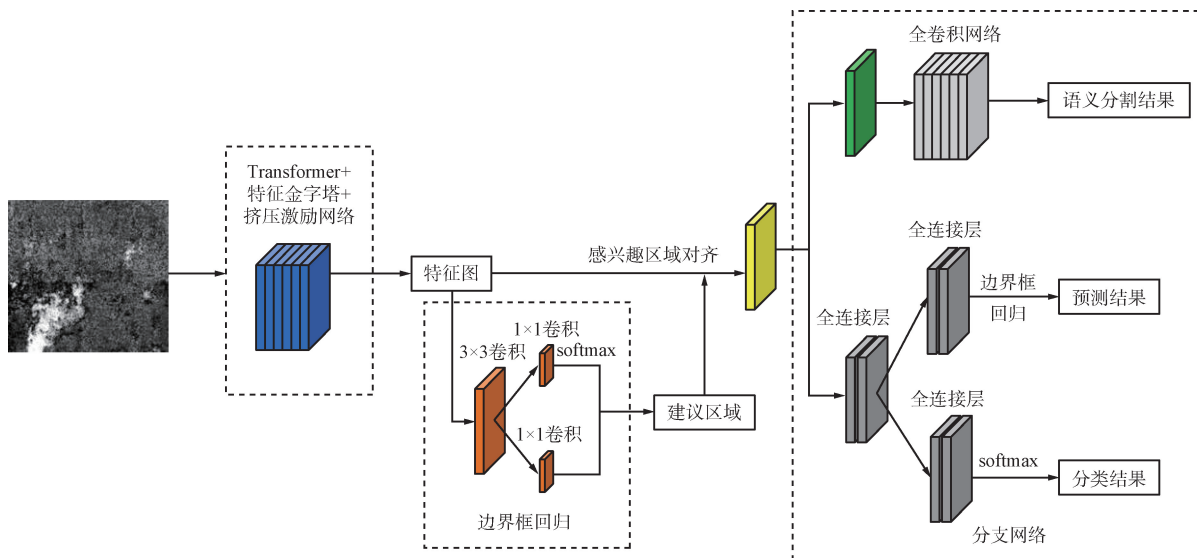 Transformer+
特征金字塔+
挤压激励网络
特征图
感兴趣区域对齐
1×1卷积
softmax
3×3卷积
1×1卷积
边界框回归
建议区域
全卷积网络
语义分割结果
全连接层
全连接层
边界框
回归
预测结果
全连接层
softmax
分类结果
分支网络